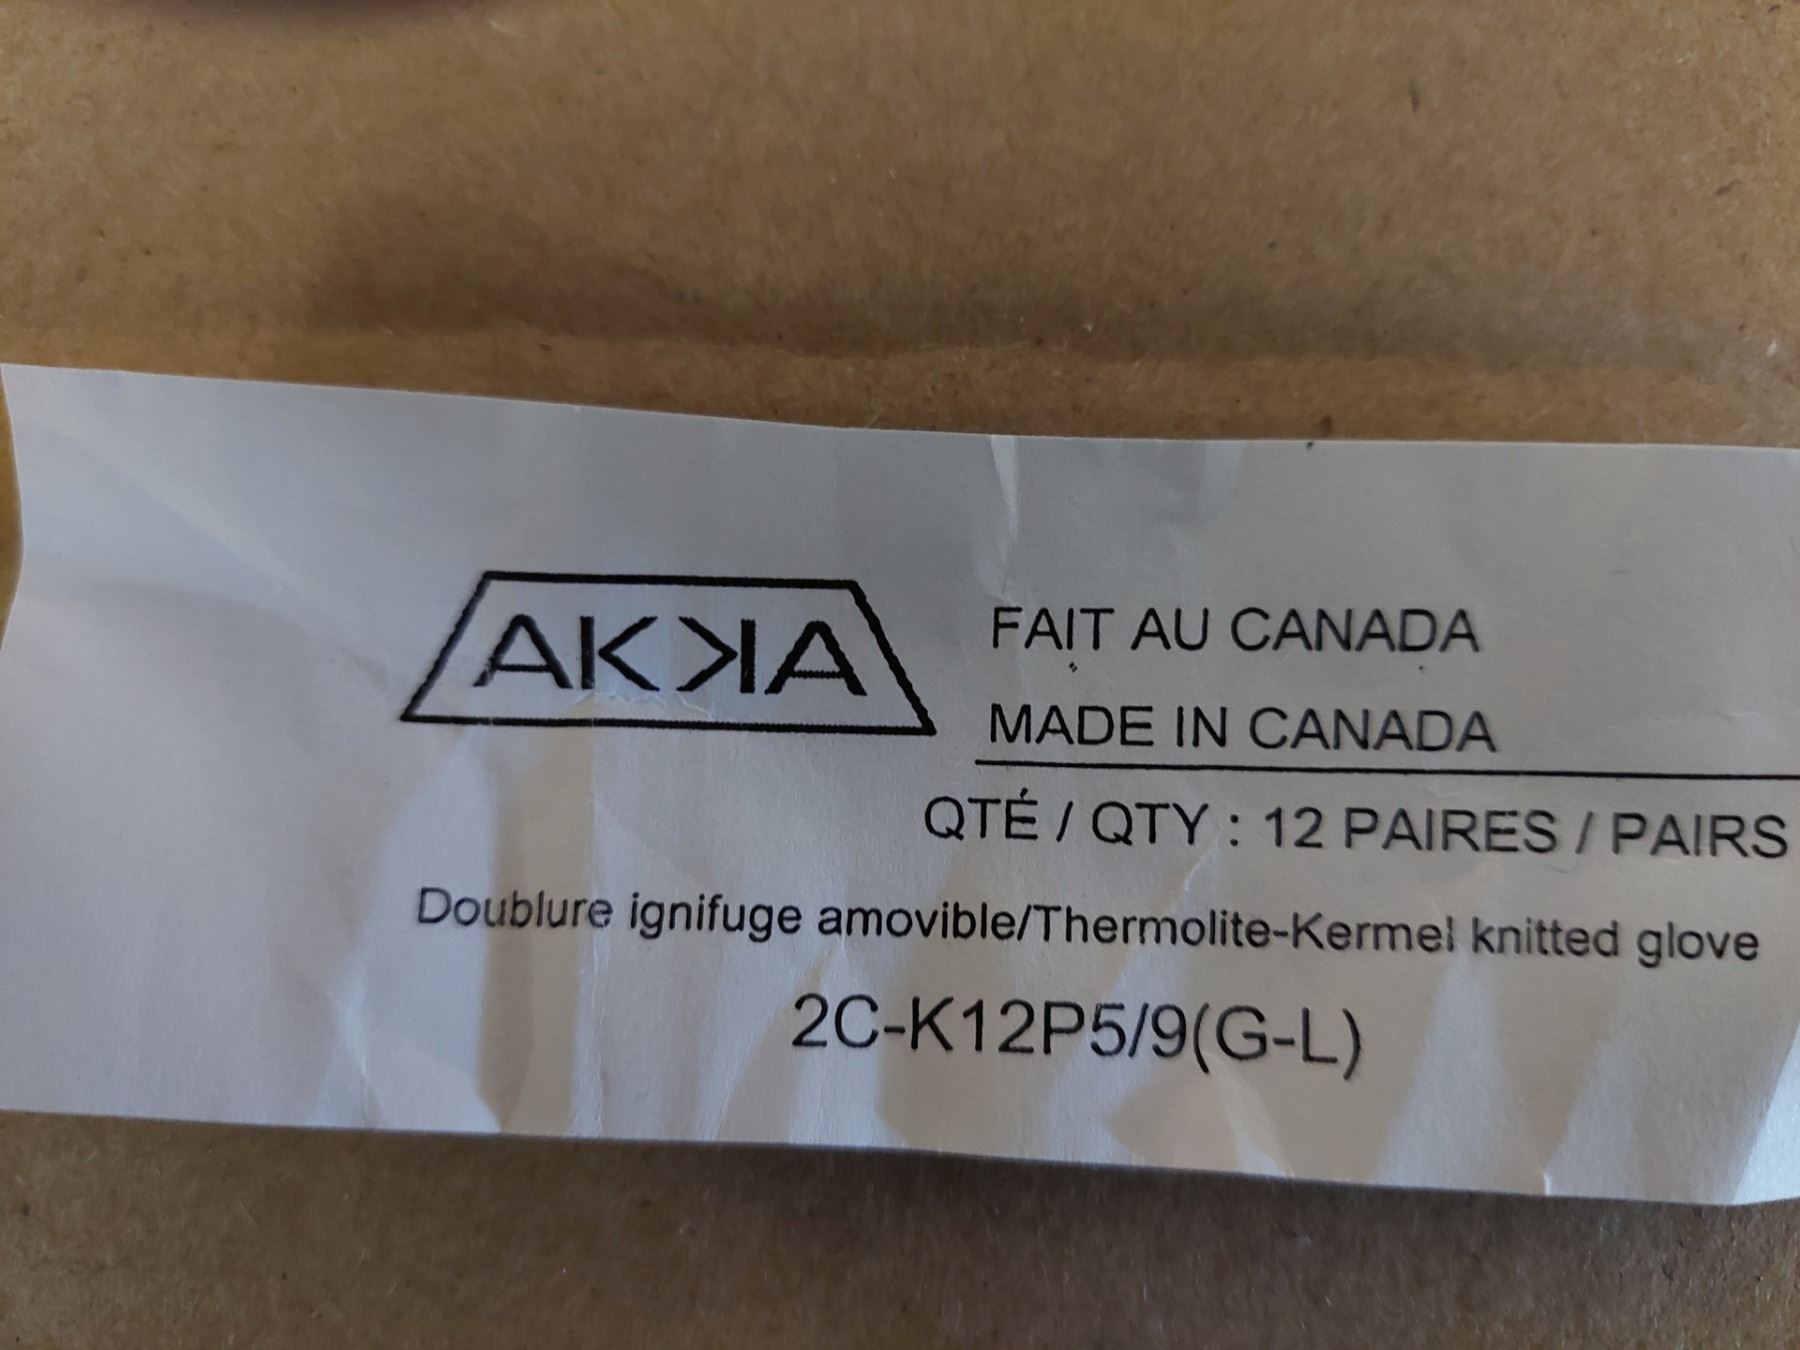 AKKA
FAIT AU CANADA
MADE IN CANADA
QTÉ / QTY : 12 PAIRES / PAIRS
Doublure ignifuge amovible/Thermolite-Kermel knitted glove
2C-K12P5/9(G-L)